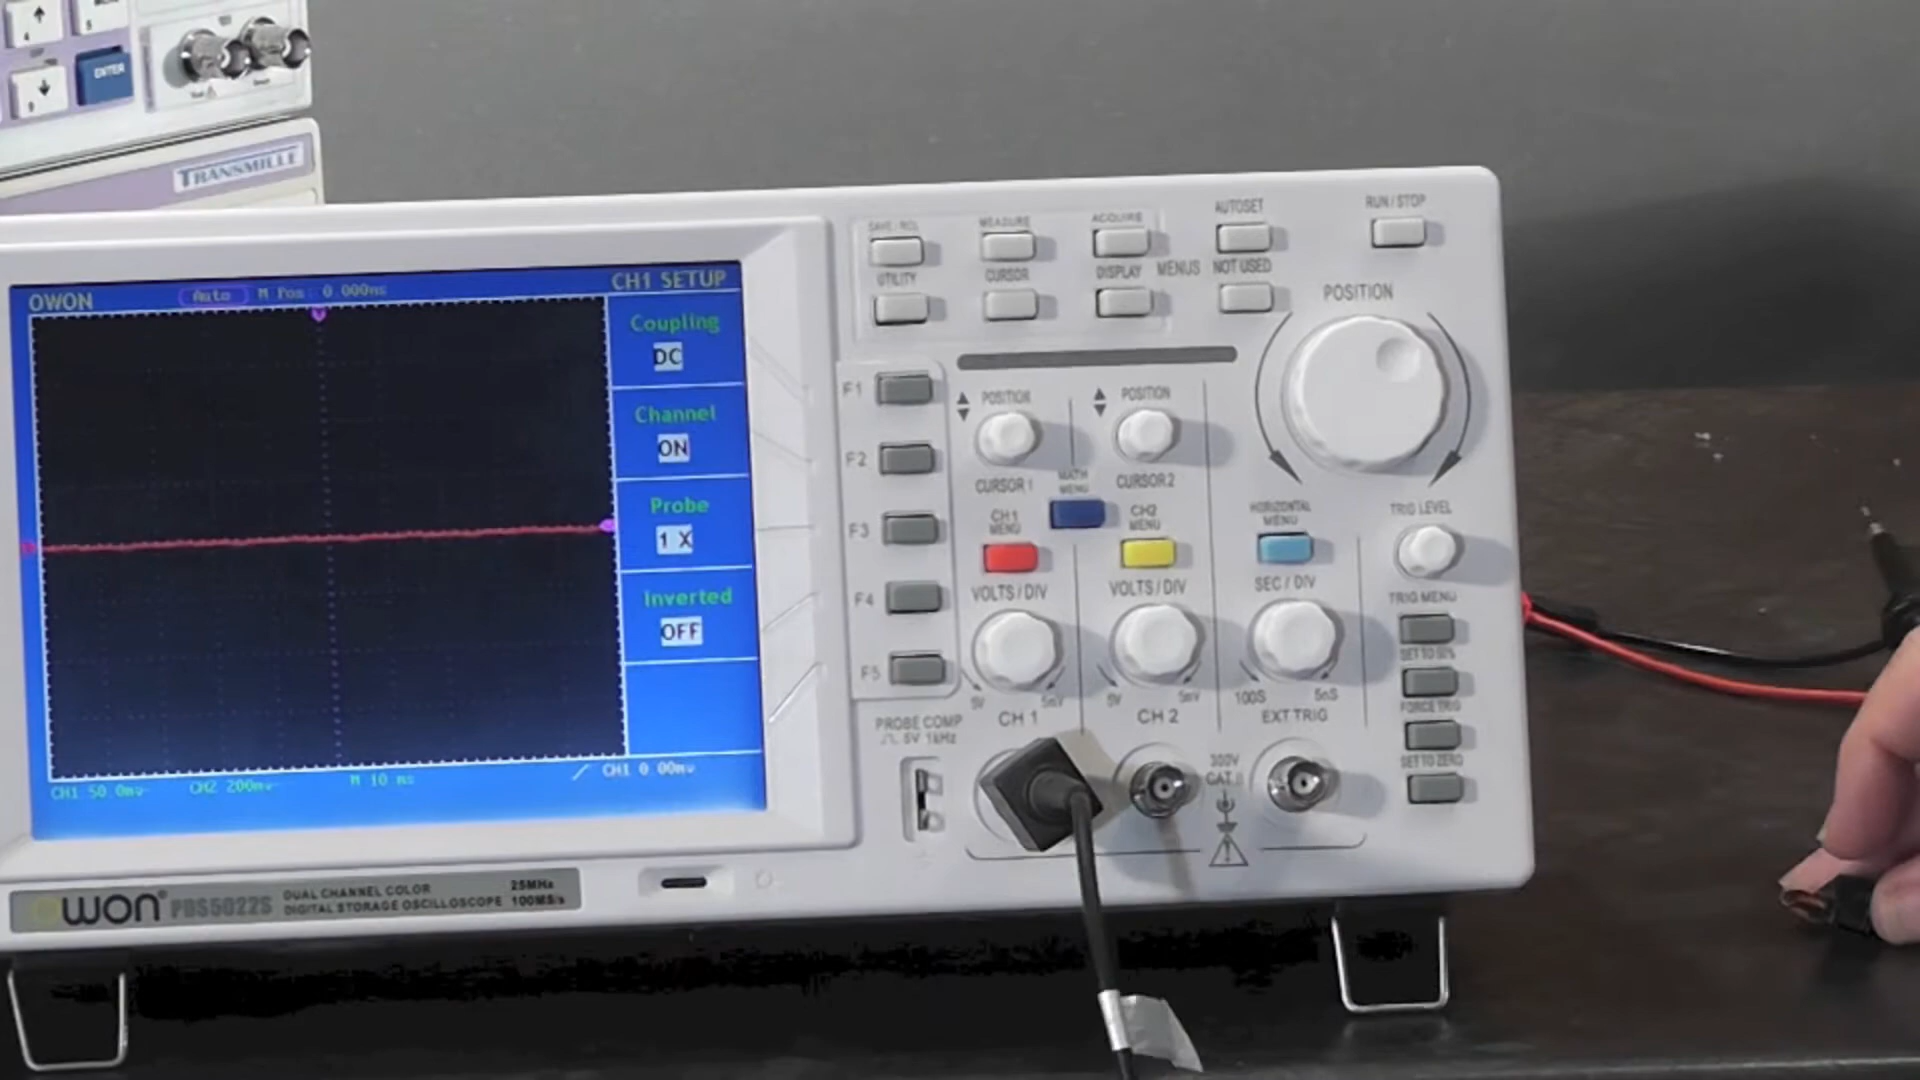 ENTER
TRANSMILLE
OWON
Auto
M Pos: 0.000ns
CH1 SETUP
Coupling
DC
Channel
ON
Probe
1 X
Inverted
OFF
CH1 50.0mv
CH2 200mv
M 10 ms
CH1 0.00mv
owon®
PDS5022S
DUAL CHANNEL COLOR
DIGITAL STORAGE OSCILLOSCOPE
25MHz
100MS/s
SAVE / RCL
MEASURE
ACQUIRE
AUTOSET
RUN / STOP
UTILITY
CURSOR
DISPLAY
MENUS
NOT USED
POSITION
F1
F2
F3
F4
F5
POSITION
POSITION
CURSOR 1
MATH
MENU
CURSOR 2
CH1
MENU
CH2
MENU
HORIZONTAL
MENU
TRIG LEVEL
VOLTS / DIV
VOLTS / DIV
SEC / DIV
TRIG MENU
SET TO 50%
FORCE TRIG
SET TO ZERO
5V
5mV
5V
5mV
100S
5nS
CH 1
CH 2
EXT TRIG
PROBE COMP
5V 1kHz
300V
CAT. II